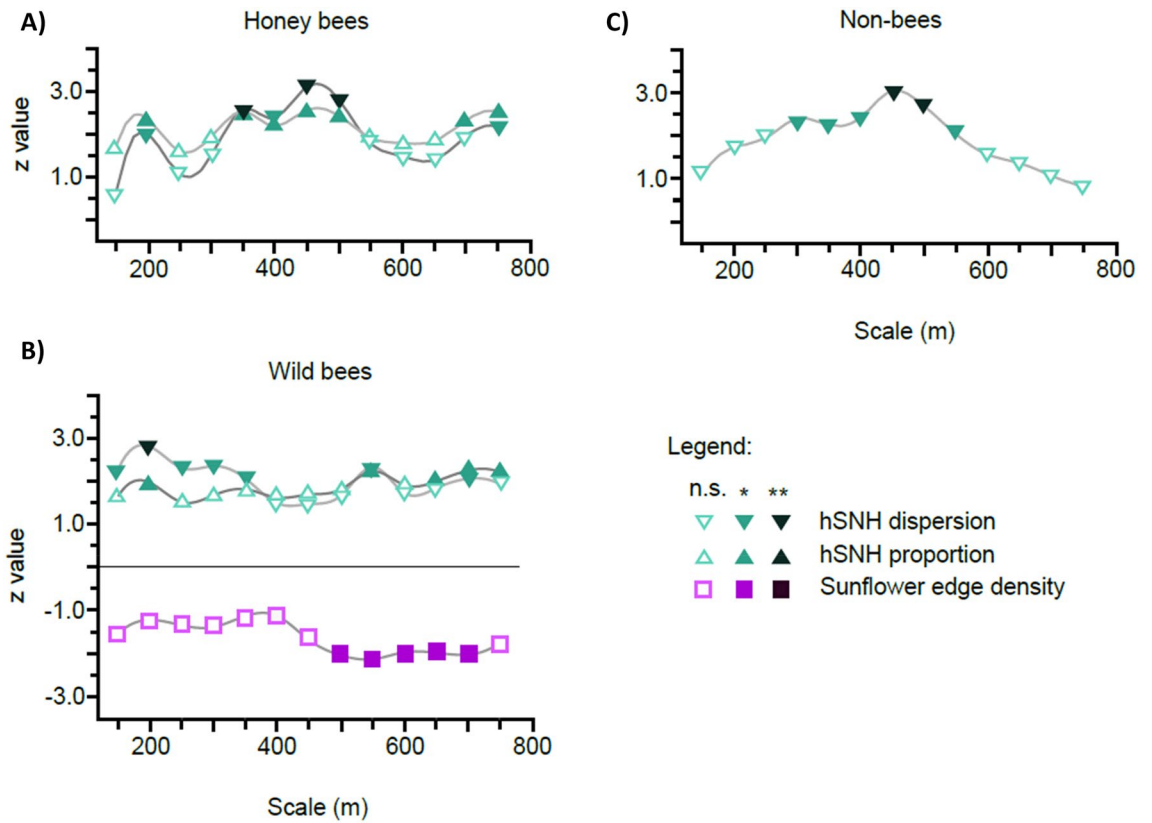 A)
Honey bees
z value
3.0
1.0
200 400 600 800
C)
Non-bees
3.0
1.0
200 400 600 800
Scale (m)
B)
Wild bees
z value
3.0
1.0
-1.0
-3.0
200 400 600 800
Scale (m)
Legend:
n.s. * **
hSNH dispersion
hSNH proportion
Sunflower edge density